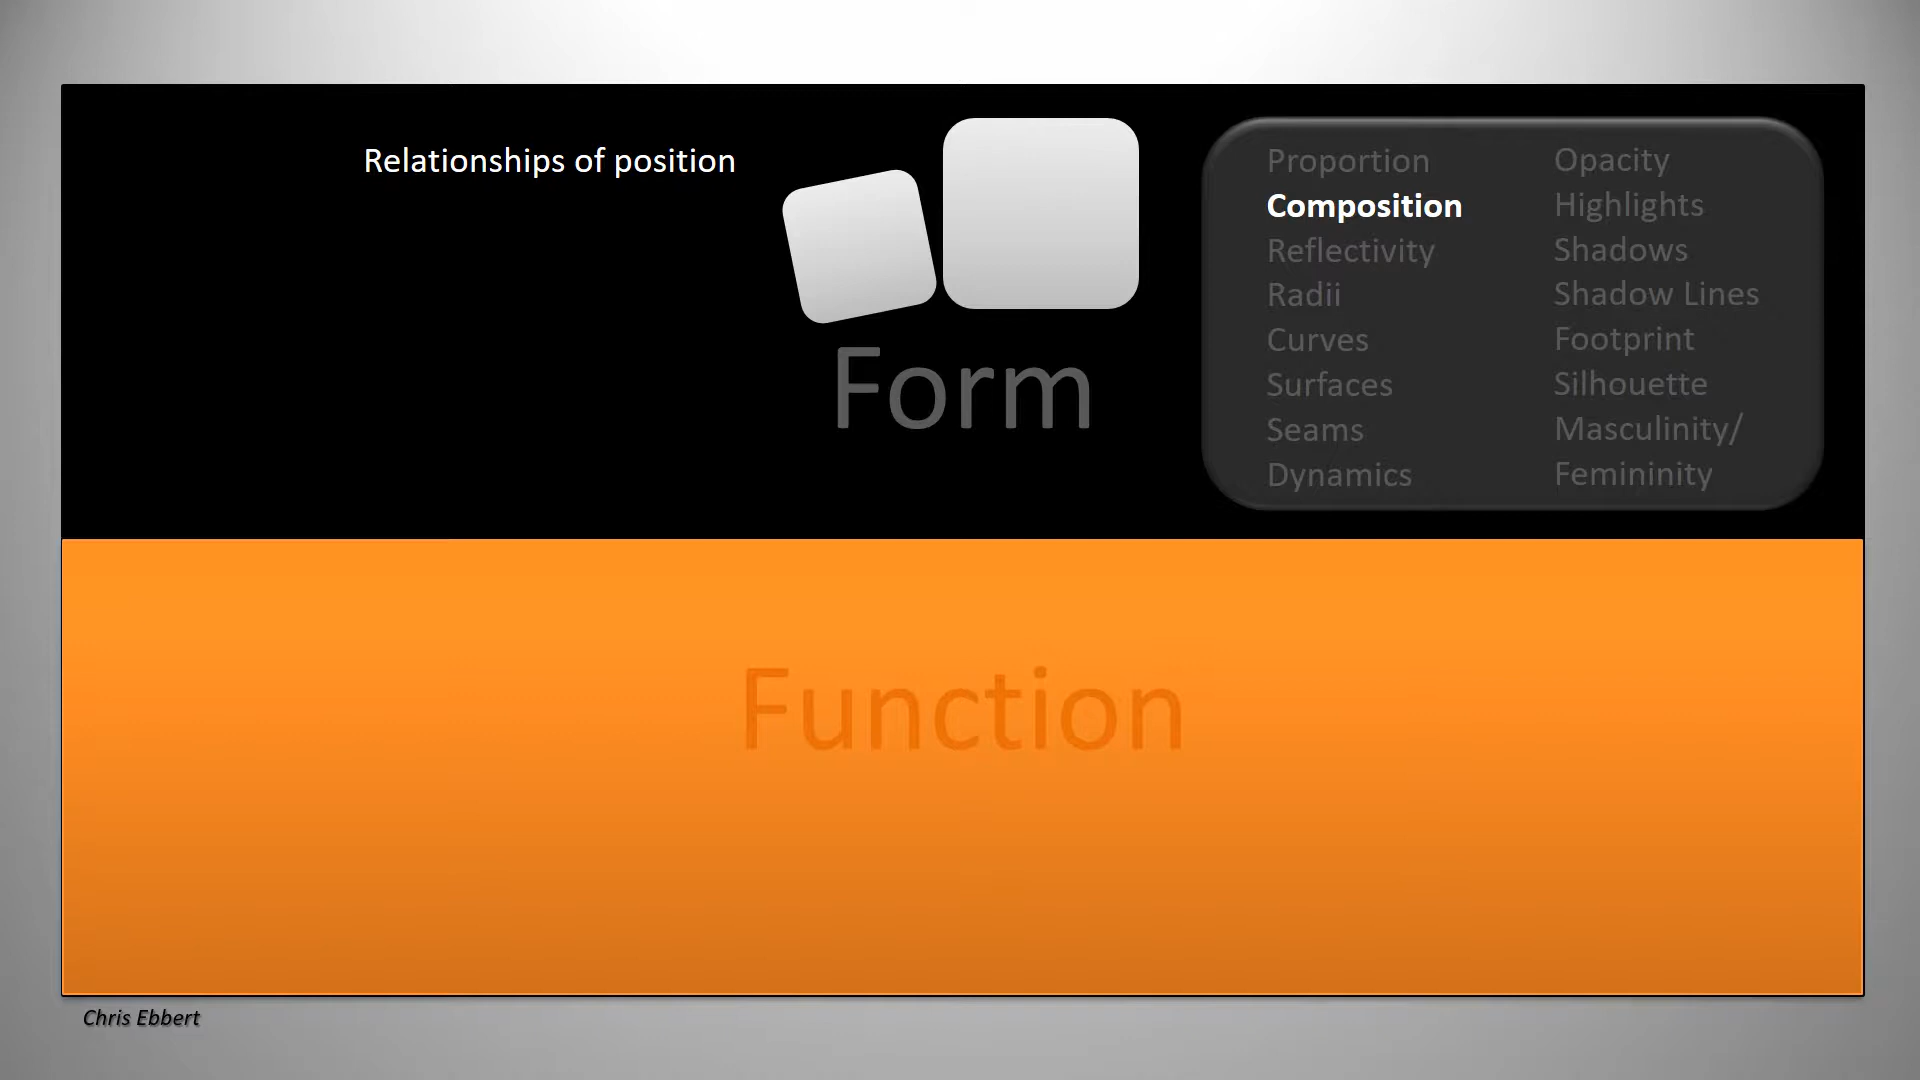 Relationships of position
Form
Proportion
Composition
Reflectivity
Radii
Curves
Surfaces
Seams
Dynamics
Opacity
Highlights
Shadows
Shadow Lines
Footprint
Silhouette
Masculinity/
Femininity
Function
Chris Ebbert